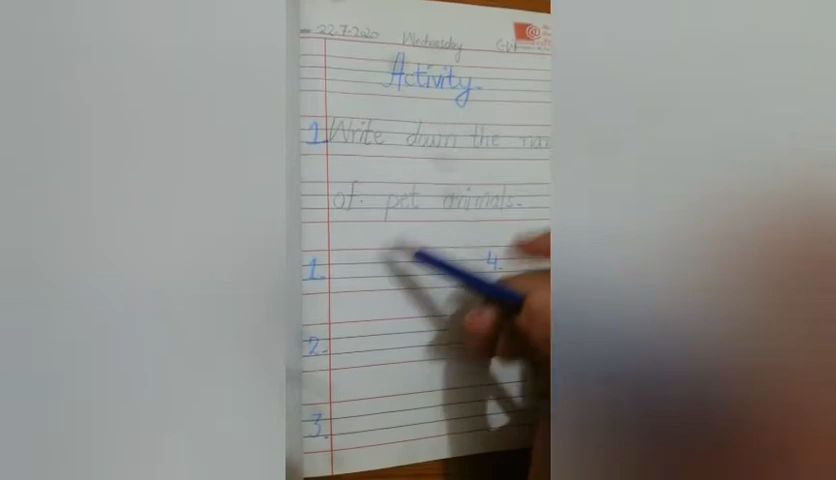 22-7-2020 Wednesday
Activity.
1 Write down the
of pet animals.
1. 4.
2.
3.